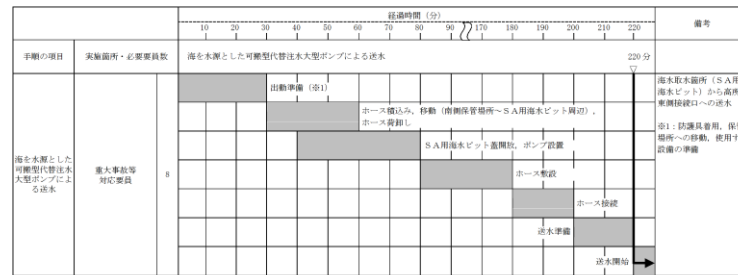 経過時間（分）
備考
10 20 30 40 50 60 70 80 90 170 180 190 200 210 220
手順の項目
実施箇所・必要要員数
海を水源とした可搬型代替注水大型ポンプによる送水
220分
出動準備（※1）
ホース積込み，移動（南側保管場所～ＳＡ用海水ピット周辺），
ホース荷卸し
ＳＡ用海水ピット蓋開放，ポンプ設置
ホース敷設
ホース接続
送水準備
送水開始
海を水源とした
可搬型代替注水
大型ポンプによ
る送水
重大事故等
対応要員
8
海水取水箇所（ＳＡ用
海水ピット）から高所
東側接続口への送水
※1：防護具着用，保
場所への移動，使用す
設備の準備